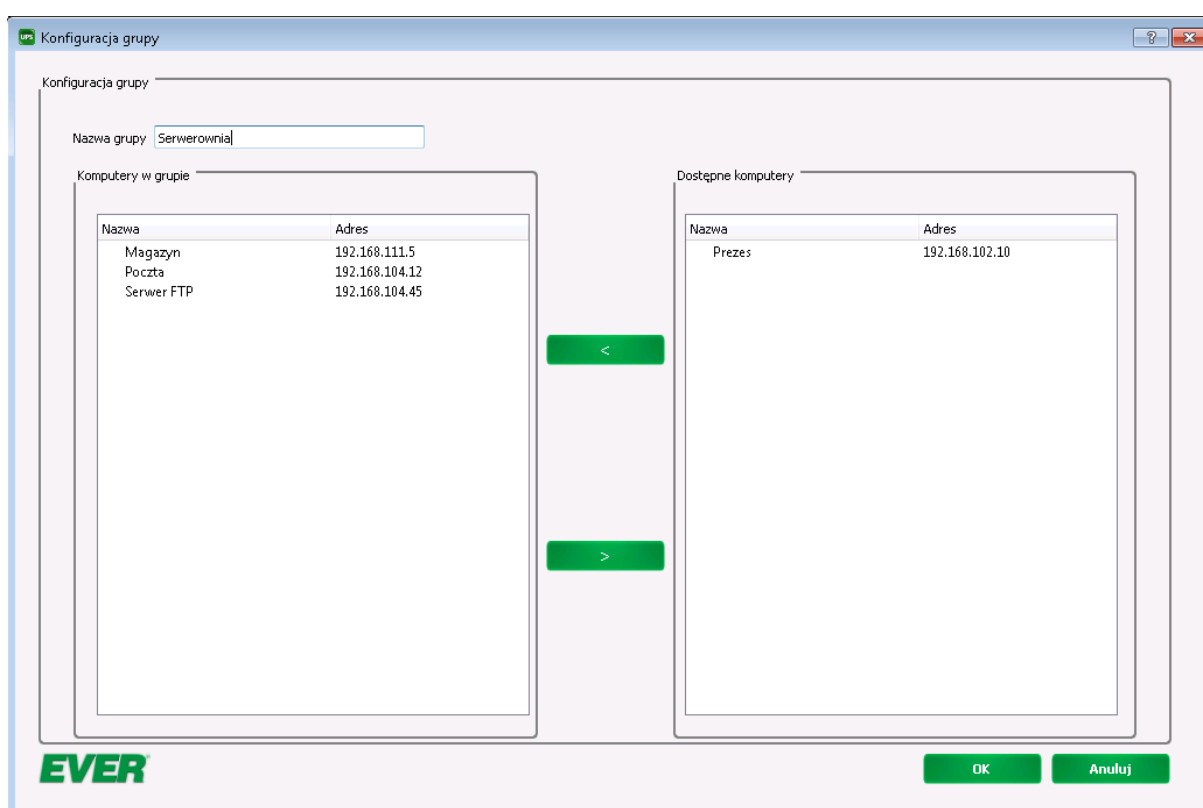 UPS Konfiguracja grupy ?
Konfiguracja grupy
Nazwa grupy Serwerownia
Komputery w grupie
Nazwa Adres
Magazyn 192.168.111.5
Poczta 192.168.104.12
Serwer FTP 192.168.104.45
<
>
Dostępne komputery
Nazwa Adres
Prezes 192.168.102.10
EVER
OK Anuluj